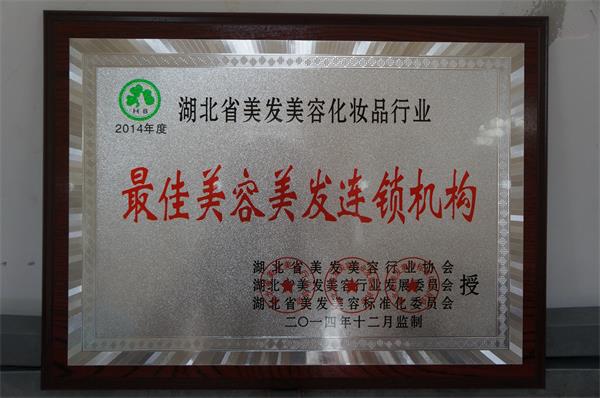 HB
2014年度
湖北省美发美容化妆品行业
最佳美容美发连锁机构
湖北省美发美容行业协会
湖北省美发美容行业发展委员会 授
湖北省美发美容标准化委员会
二〇一四年十二月监制